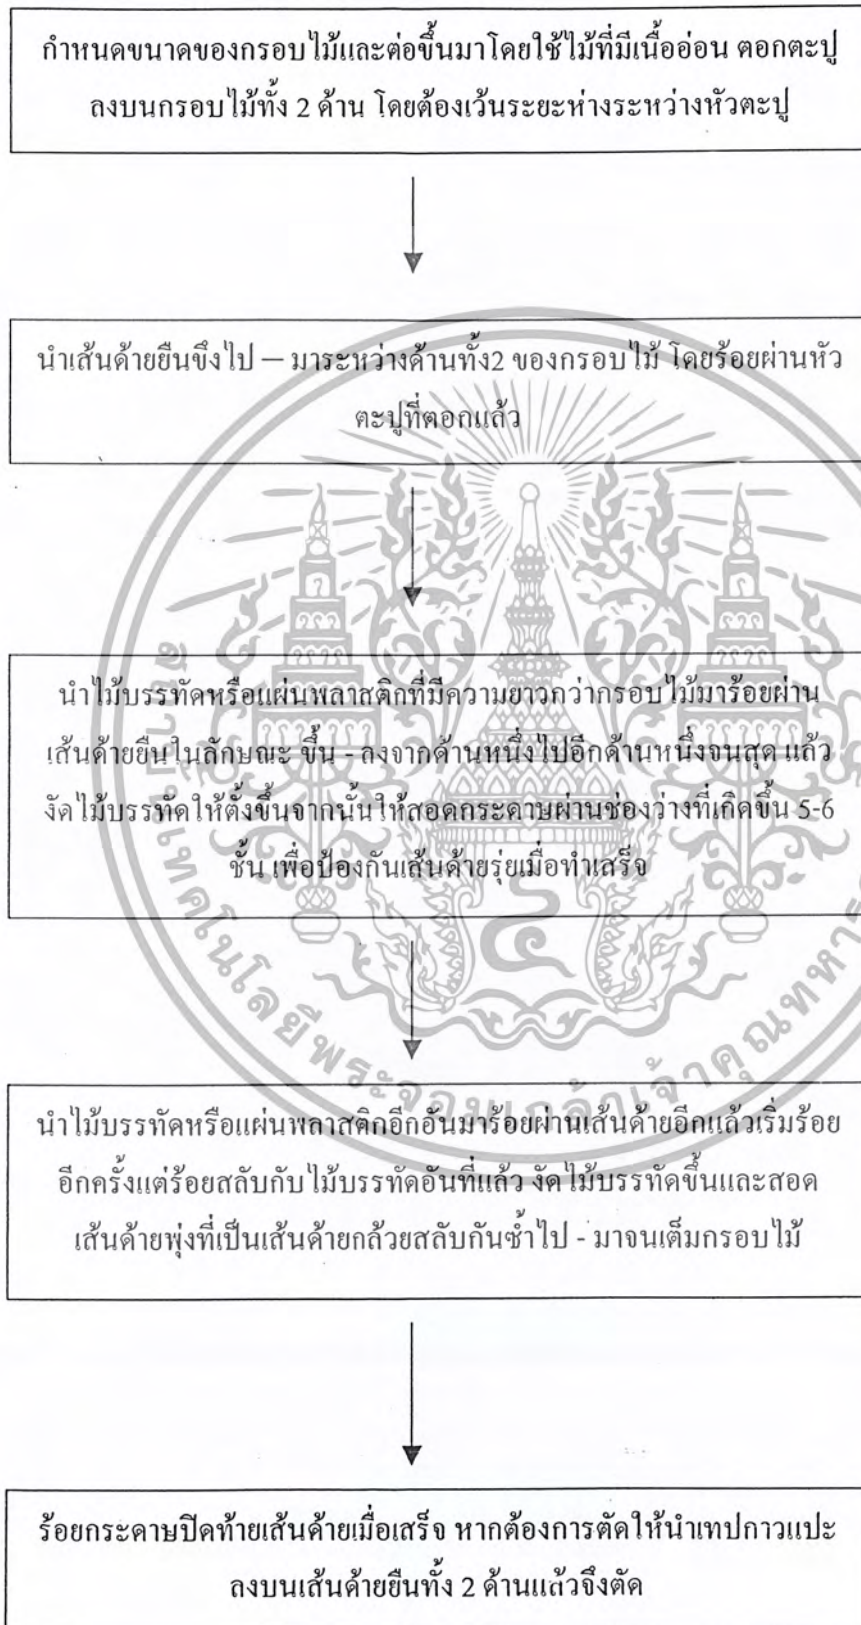 กำหนดขนาดของกรอบไม้และต่อขึ้นมาโดยใช้ไม้ที่มีเนื้ออ่อน ตอกตะปู
ลงบนกรอบไม้ทั้ง 2 ด้าน โดยต้องเว้นระยะห่างระหว่างหัวตะปู
นำเส้นด้ายยืนขึงไป – มาระหว่างด้านทั้ง2 ของกรอบไม้ โดยร้อยผ่านหัว
ตะปูที่ตอกแล้ว
นำไม้บรรทัดหรือแผ่นพลาสติกที่มีความยาวกว่ากรอบไม้มาร้อยผ่าน
เส้นด้ายยืนในลักษณะ ขึ้น - ลงจากด้านหนึ่งไปอีกด้านหนึ่งจนสุด แล้ว
งัดไม้บรรทัดให้ตั้งขึ้นจากนั้นให้สอดกระดาษผ่านช่องว่างที่เกิดขึ้น 5-6
ชั้น เพื่อป้องกันเส้นด้ายรุ่ยเมื่อทำเสร็จ
นำไม้บรรทัดหรือแผ่นพลาสติกอีกอันมาร้อยผ่านเส้นด้ายอีกแล้วเริ่มร้อย
อีกครั้งแต่ร้อยสลับกับไม้บรรทัดอันที่แล้ว งัดไม้บรรทัดขึ้นและสอด
เส้นด้ายพุ่งที่เป็นเส้นด้ายกล้วยสลับกันซ้ำไป - มาจนเต็มกรอบไม้
ร้อยกระดาษปิดท้ายเส้นด้ายเมื่อเสร็จ หากต้องการตัดให้นำเทปกาวแปะ
ลงบนเส้นด้ายยืนทั้ง 2 ด้านแล้วจึงตัด